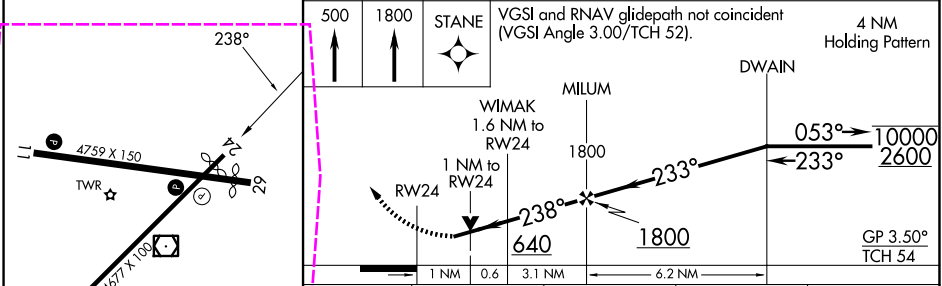 238°
24
11
4759 X 150
P
TWR
P
P
29
4677 X 100
500
1800
STANE
VGSI and RNAV glidepath not coincident
(VGSI Angle 3.00/TCH 52).
4 NM
Holding Pattern
DWAIN
MILUM
WIMAK
1.6 NM to
RW24
1 NM to
RW24
RW24
1800
053°
10000
233°
2600
233°
238°
640
1800
GP 3.50°
TCH 54
1 NM
0.6
3.1 NM
6.2 NM